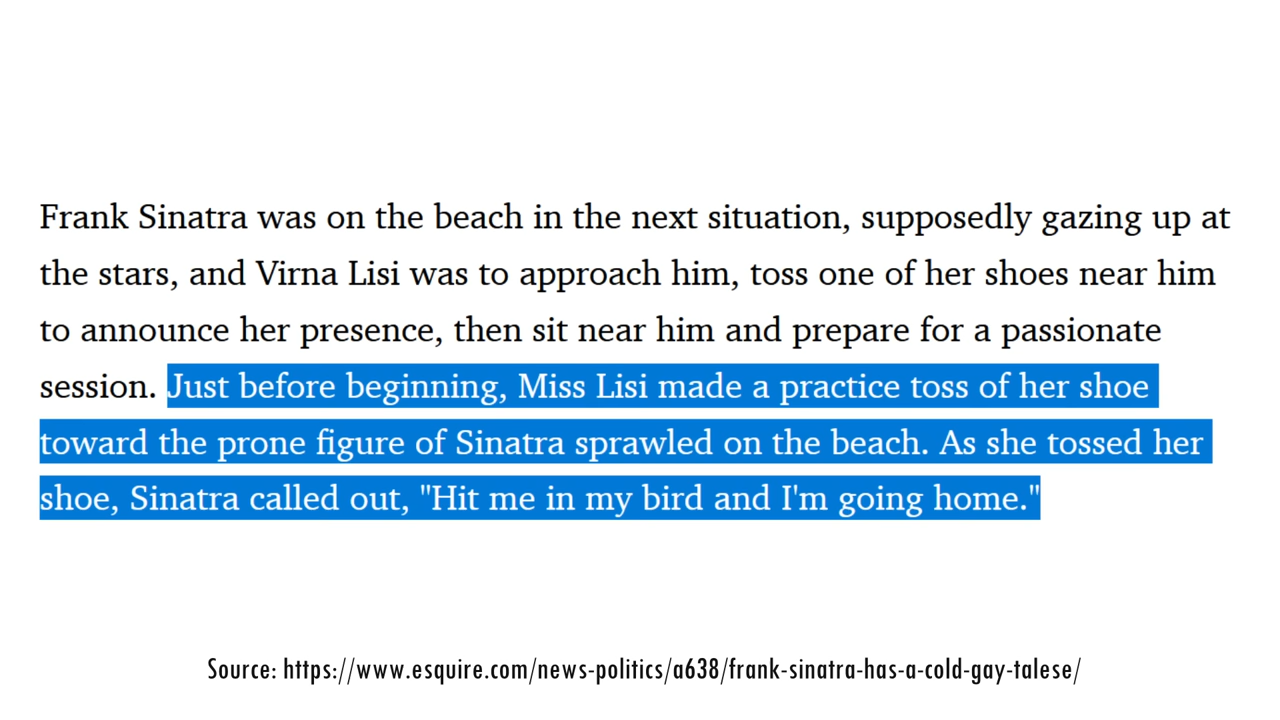 Frank Sinatra was on the beach in the next situation, supposedly gazing up at
the stars, and Virna Lisi was to approach him, toss one of her shoes near him
to announce her presence, then sit near him and prepare for a passionate
session. Just before beginning, Miss Lisi made a practice toss of her shoe
toward the prone figure of Sinatra sprawled on the beach. As she tossed her
shoe, Sinatra called out, "Hit me in my bird and I'm going home."
Source: https://www.esquire.com/news-politics/a638/frank-sinatra-has-a-cold-gay-talese/